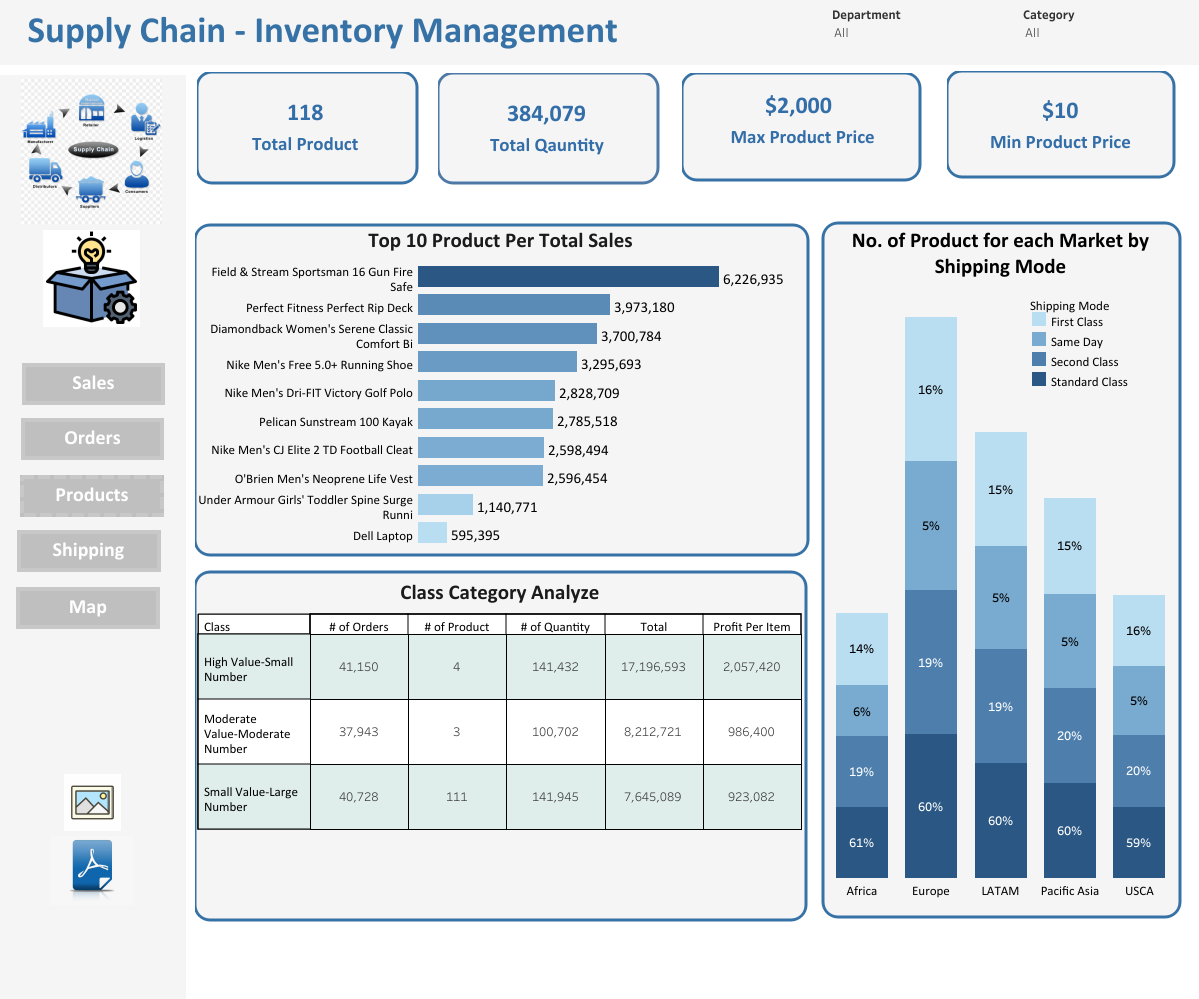 Supply Chain - Inventory Management
Department
All
Category
All
Retailer
Manufacturer
Logistics
Supply Chain
Distributors
Consumers
Suppliers
118
Total Product
384,079
Total Qauntity
$2,000
Max Product Price
$10
Min Product Price
Sales
Orders
Products
Shipping
Map
Top 10 Product Per Total Sales
Field & Stream Sportsman 16 Gun Fire
Safe
6,226,935
Perfect Fitness Perfect Rip Deck
3,973,180
Diamondback Women's Serene Classic
Comfort Bi
3,700,784
Nike Men's Free 5.0+ Running Shoe
3,295,693
Nike Men's Dri-FIT Victory Golf Polo
2,828,709
Pelican Sunstream 100 Kayak
2,785,518
Nike Men's CJ Elite 2 TD Football Cleat
2,598,494
O'Brien Men's Neoprene Life Vest
2,596,454
Under Armour Girls' Toddler Spine Surge
Runni
1,140,771
Dell Laptop
595,395
Class Category Analyze
Class # of Orders # of Product # of Quantity Total Profit Per Item
High Value-Small
Number
41,150 4 141,432 17,196,593 2,057,420
Moderate
Value-Moderate
Number
37,943 3 100,702 8,212,721 986,400
Small Value-Large
Number
40,728 111 141,945 7,645,089 923,082
No. of Product for each Market by
Shipping Mode
Shipping Mode
First Class
Same Day
Second Class
Standard Class
14%
6%
19%
61%
Africa
16%
5%
19%
60%
Europe
15%
5%
19%
60%
LATAM
15%
5%
20%
60%
Pacific Asia
16%
5%
20%
59%
USCA